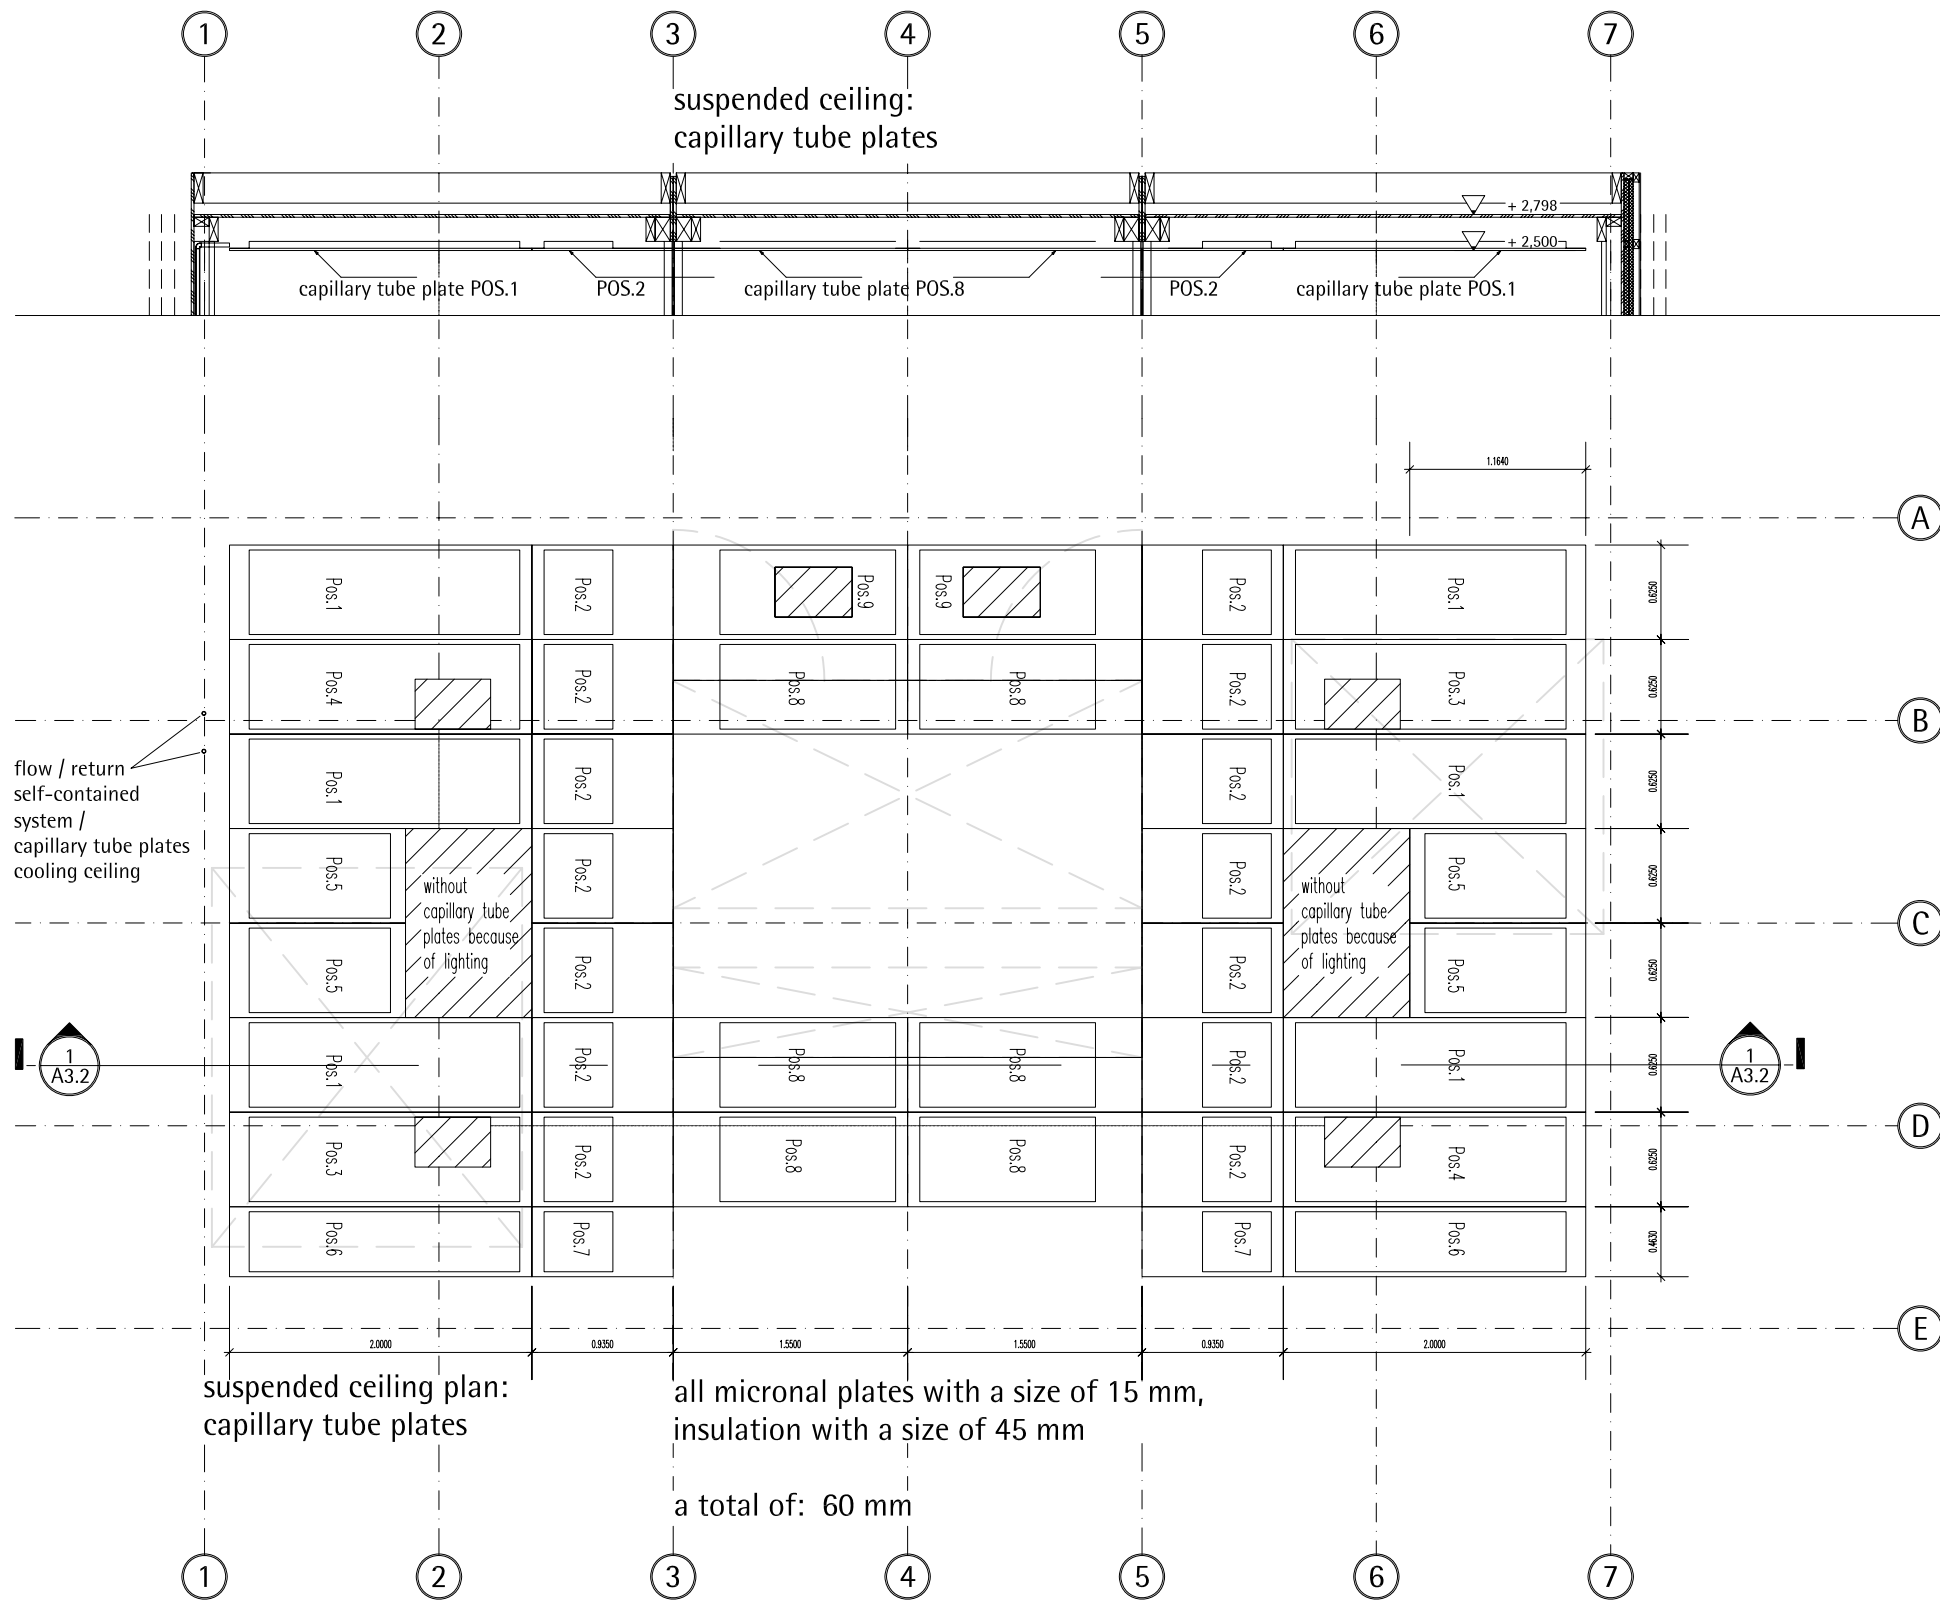 1 2 3 4 5 6 7
suspended ceiling:
capillary tube plates
+ 2,798
+ 2,500
capillary tube plate POS.1
POS.2
capillary tube plate POS.8
POS.2
capillary tube plate POS.1
1.1640
A
Pos.1 Pos.2 Pos.9 Pos.9 Pos.2 Pos.1 0.6250
Pos.4 Pos.2 Pos.8 Pos.8 Pos.2 Pos.3 0.6250
B
flow / return
self-contained
system /
capillary tube plates
cooling ceiling
Pos.1 Pos.2 Pos.2 Pos.1 0.6250
Pos.5 Pos.2 Pos.2 Pos.5 0.6250
without
capillary tube
plates because
of lighting
without
capillary tube
plates because
of lighting
C
Pos.5 Pos.2 Pos.2 Pos.5 0.6250
1
A3.2
Pos.1 Pos.2 Pos.8 Pos.8 Pos.2 Pos.1 0.6250
1
A3.2
D
Pos.3 Pos.2 Pos.8 Pos.8 Pos.2 Pos.4 0.6250
Pos.6 Pos.7 Pos.7 Pos.6 0.4630
E
2.0000 0.9350 1.5500 1.5500 0.9350 2.0000
suspended ceiling plan:
capillary tube plates
all micronal plates with a size of 15 mm,
insulation with a size of 45 mm
a total of: 60 mm
1 2 3 4 5 6 7